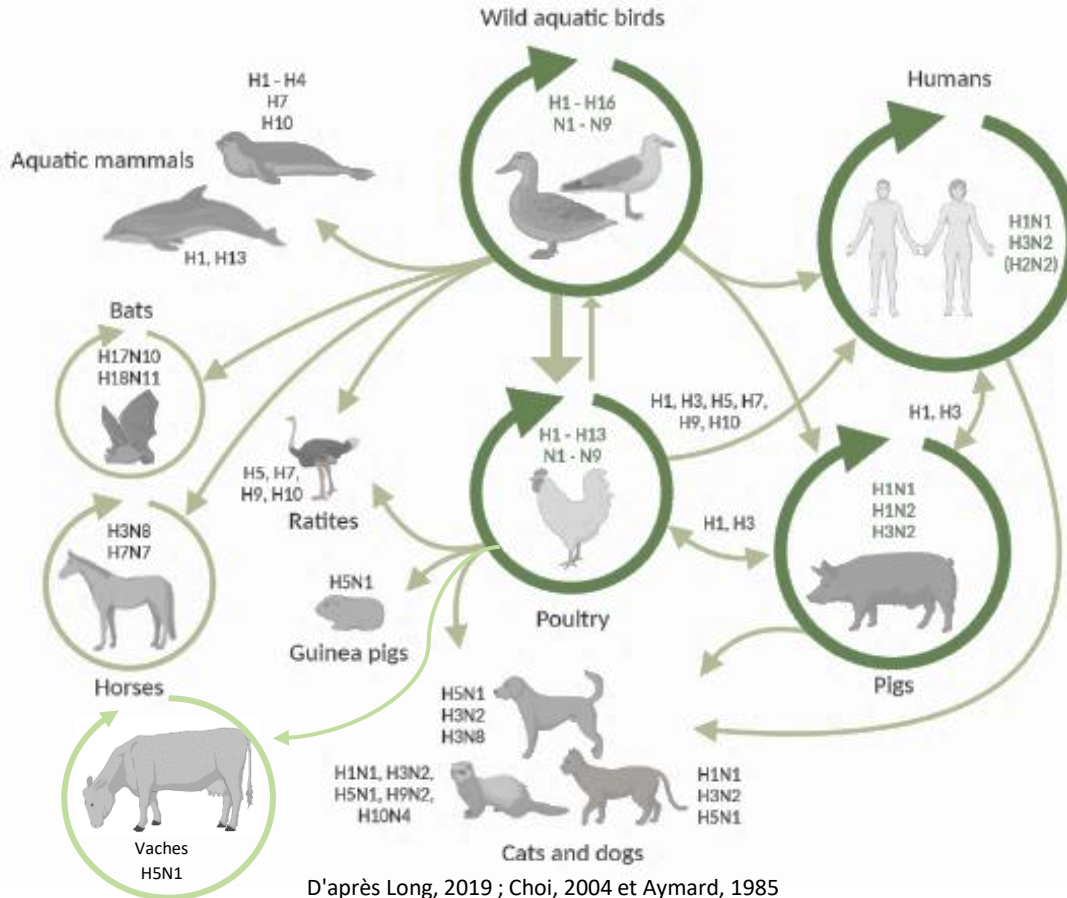 Wild aquatic birds
H1 - H16
N1 - N9
H1 - H4
H7
H10
Aquatic mammals
H1, H13
Humans
H1N1
H3N2
(H2N2)
Bats
H17N10
H18N11
H1, H3, H5, H7,
H9, H10
H1, H3
H1 - H13
N1 - N9
H5, H7,
H9, H10
Ratites
H1N1
H1N2
H3N2
H3N8
H7N7
H1, H3
H5N1
Guinea pigs
Poultry
Horses
Pigs
H5N1
H3N2
H3N8
H1N1, H3N2,
H5N1, H9N2,
H10N4
H1N1
H3N2
H5N1
Vaches
H5N1
Cats and dogs
D'après Long, 2019 ; Choi, 2004 et Aymard, 1985